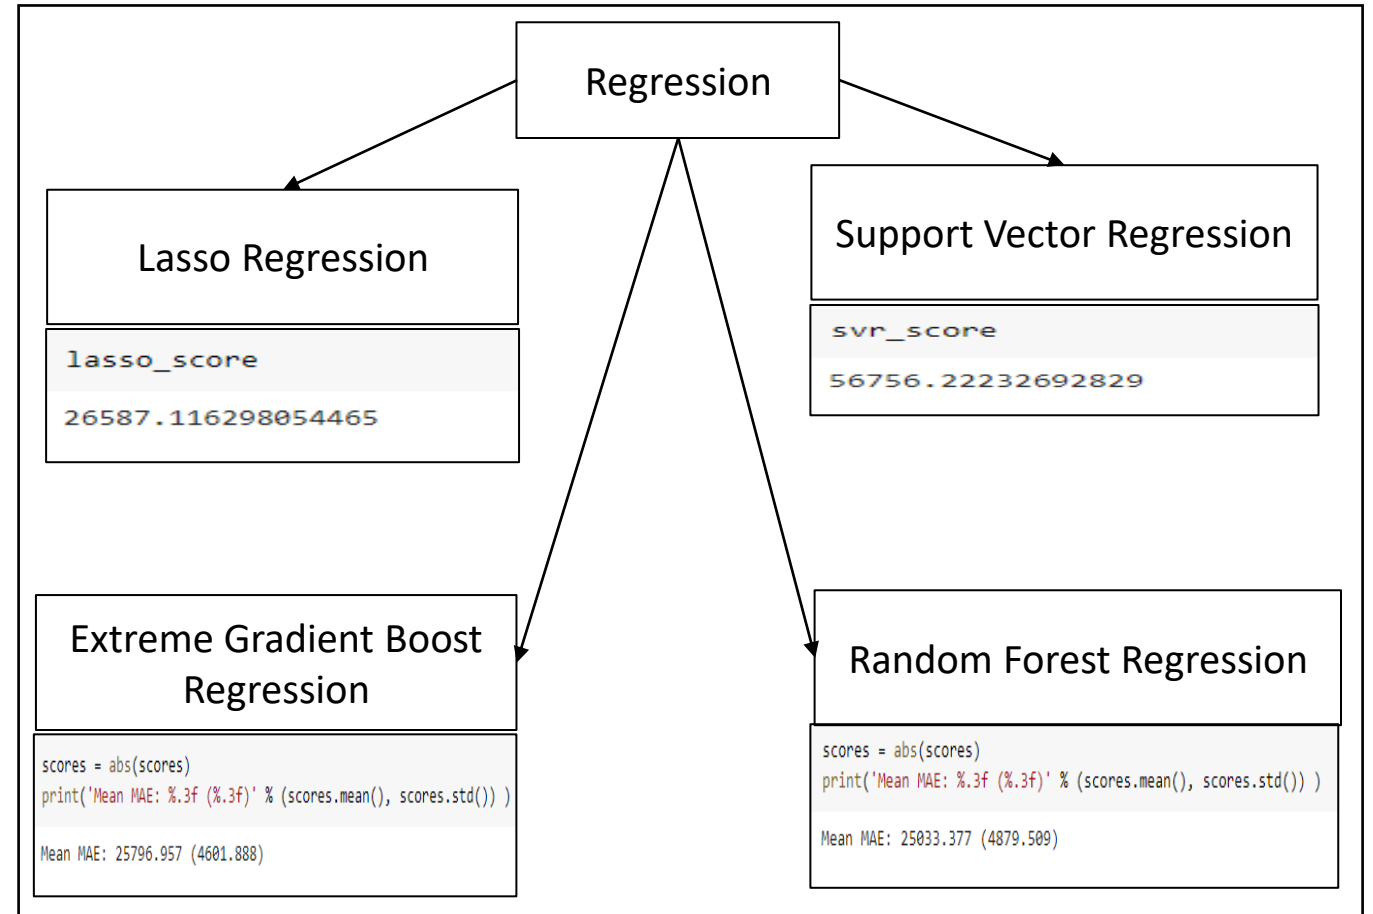 Regression
Lasso Regression
lasso_score
26587.116298054465
Support Vector Regression
svr_score
56756.22232692829
Extreme Gradient Boost
Regression
scores = abs(scores)
print('Mean MAE: %.3f (%.3f)' % (scores.mean(), scores.std()) )
Mean MAE: 25796.957 (4601.888)
Random Forest Regression
scores = abs(scores)
print('Mean MAE: %.3f (%.3f)' % (scores.mean(), scores.std()) )
Mean MAE: 25033.377 (4879.509)